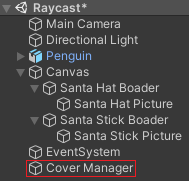 Raycast*
Main Camera
Directional Light
Penguin
Canvas
Santa Hat Boader
Santa Hat Picture
Santa Stick Boader
Santa Stick Picture
EventSystem
Cover Manager